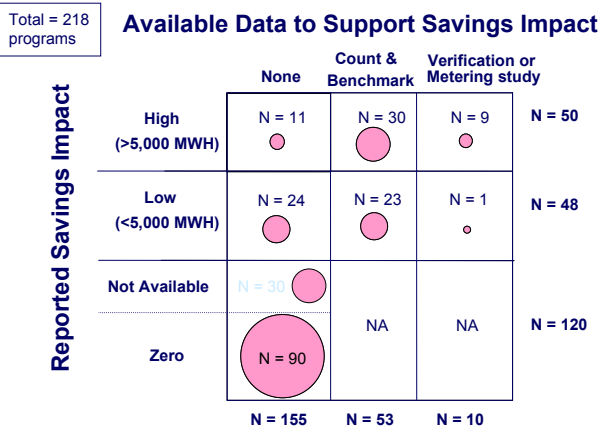 Total = 218
programs
Available Data to Support Savings Impact
None
Count &
Benchmark
Verification or
Metering study
Reported Savings Impact
High
(>5,000 MWH)
N = 11
N = 30
N = 9
N = 50
Low
(<5,000 MWH)
N = 24
N = 23
N = 1
N = 48
Not Available
N = 30
Zero
N = 90
NA
NA
N = 120
N = 155
N = 53
N = 10